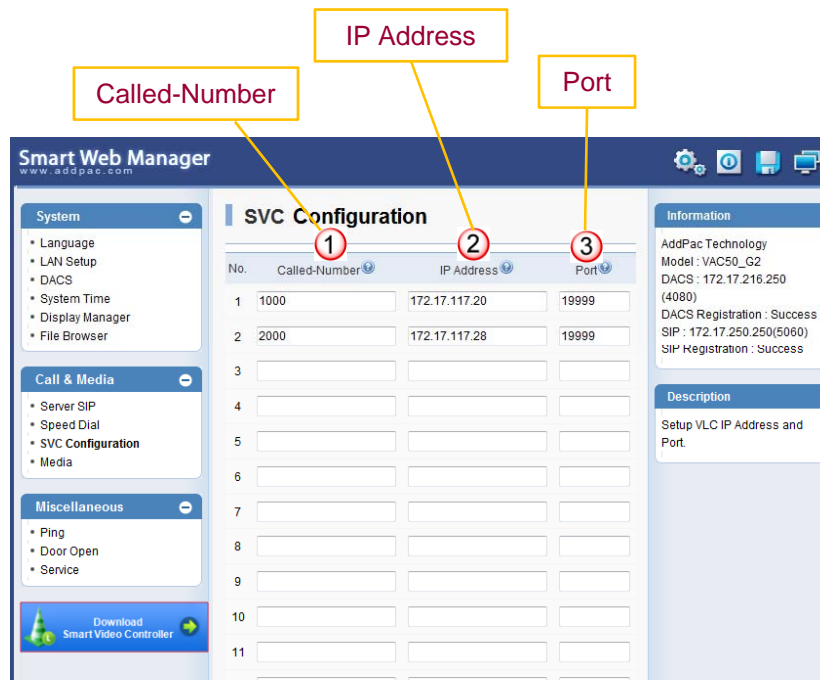 IP Address
Called-Number
Port
Smart Web Manager
www.addpac.com
System
Language
LAN Setup
DACS
System Time
Display Manager
File Browser
Call & Media
Server SIP
Speed Dial
SVC Configuration
Media
Miscellaneous
Ping
Door Open
Service
Download
Smart Video Controller
SVC Configuration
1 2 3
No. Called-Number IP Address Port
1 1000 172.17.117.20 19999
2 2000 172.17.117.28 19999
3
4
5
6
7
8
9
10
11
Information
AddPac Technology
Model : VAC50_G2
DACS : 172.17.216.250
(4080)
DACS Registration : Success
SIP : 172.17.250.250(5060)
SIP Registration : Success
Description
Setup VLC IP Address and
Port.